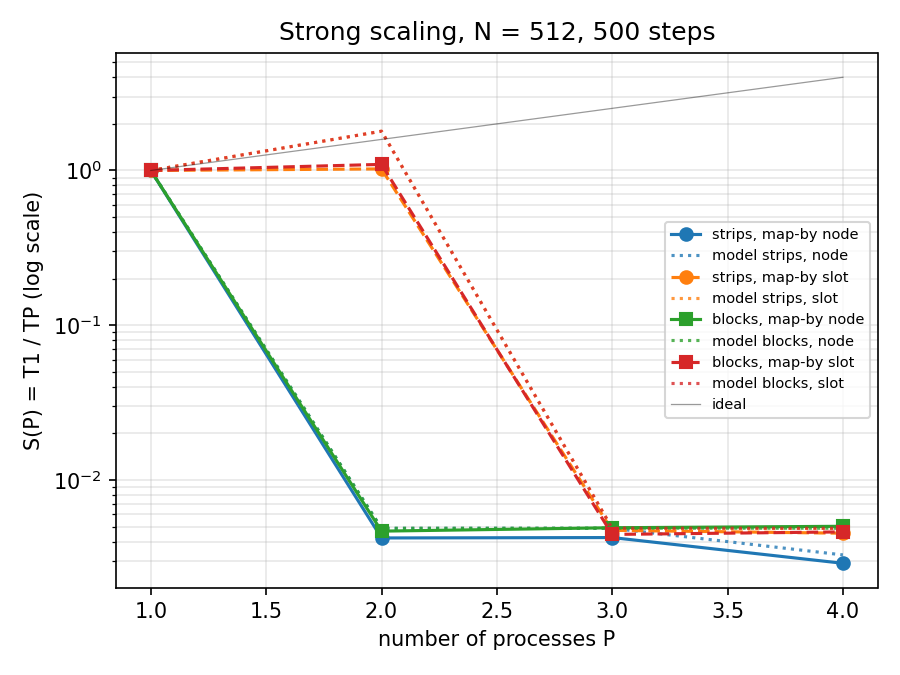 Strong scaling, N = 512, 500 steps
S(P) = T1 / TP (log scale)
10⁰
10⁻¹
10⁻²
strips, map-by node
model strips, node
strips, map-by slot
model strips, slot
blocks, map-by node
model blocks, node
blocks, map-by slot
model blocks, slot
ideal
1.0 1.5 2.0 2.5 3.0 3.5 4.0
number of processes P